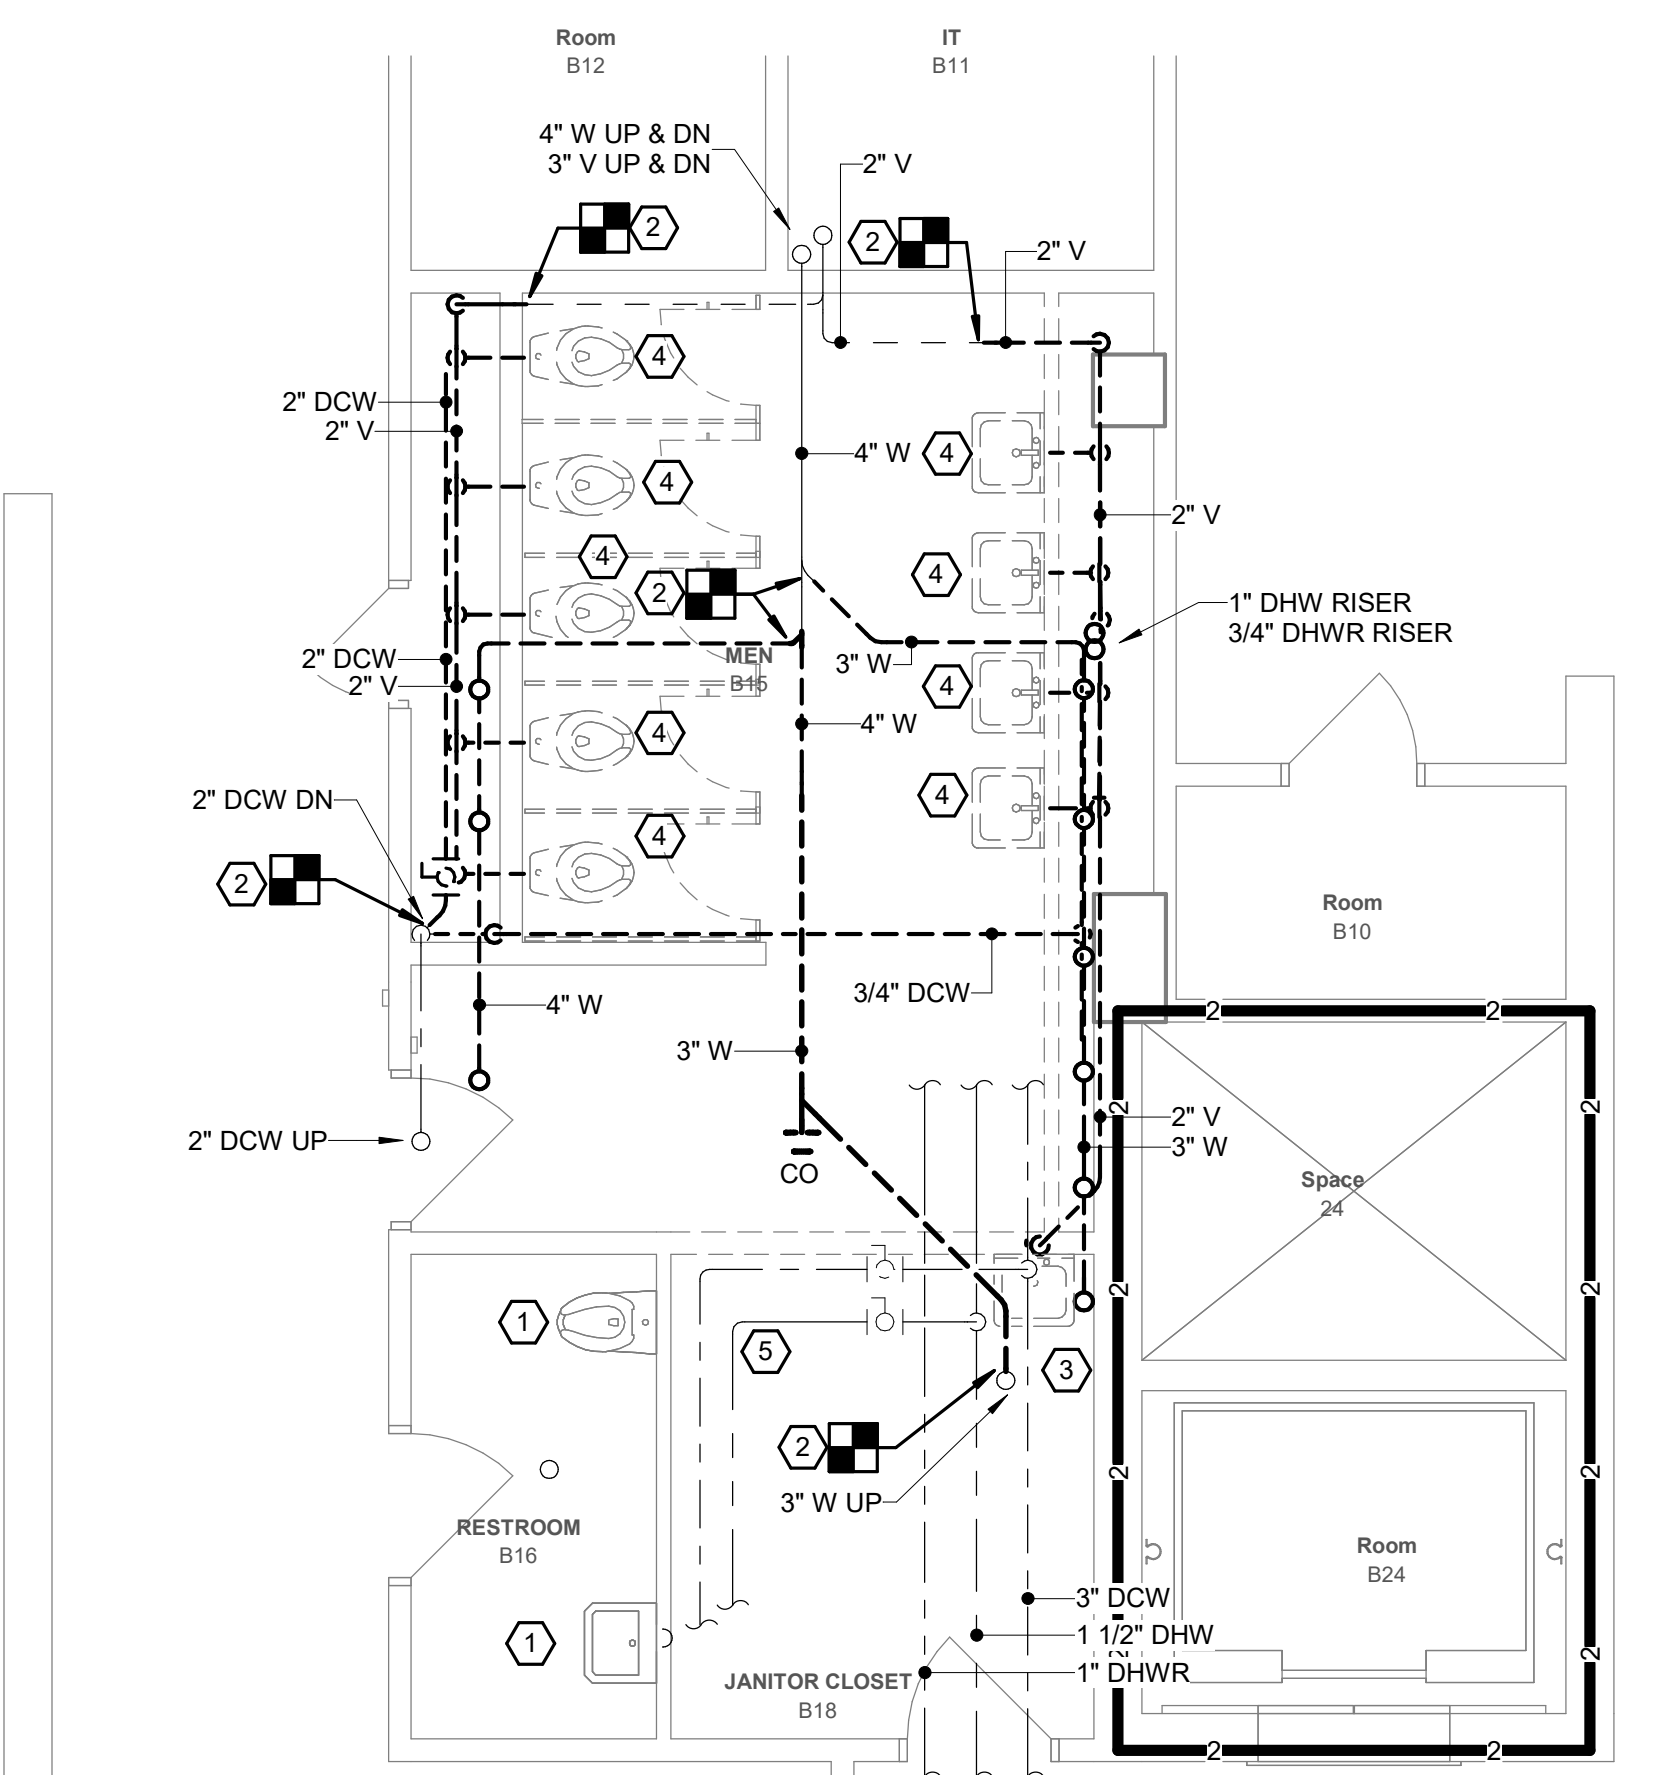 Room
B12
IT
B11
4" W UP & DN
3" V UP & DN
2" V
2
2
2" V
4
2" DCW
2" V
4" W
4
4
2" V
4
4
2
4
1" DHW RISER
3/4" DHWR RISER
2" DCW
2" V
MEN
B15
3" W
4
4
4" W
2" DCW DN
4
4
2
Room
B10
3/4" DCW
4" W
2
2
3" W
2
2
2" V
3" W
2" DCW UP
CO
Space
24
2
2
1
5
3
2
3" W UP
2
2
RESTROOM
B16
Room
B24
3" DCW
1 1/2" DHW
1
2
2
1" DHWR
JANITOR CLOSET
B18
2
2